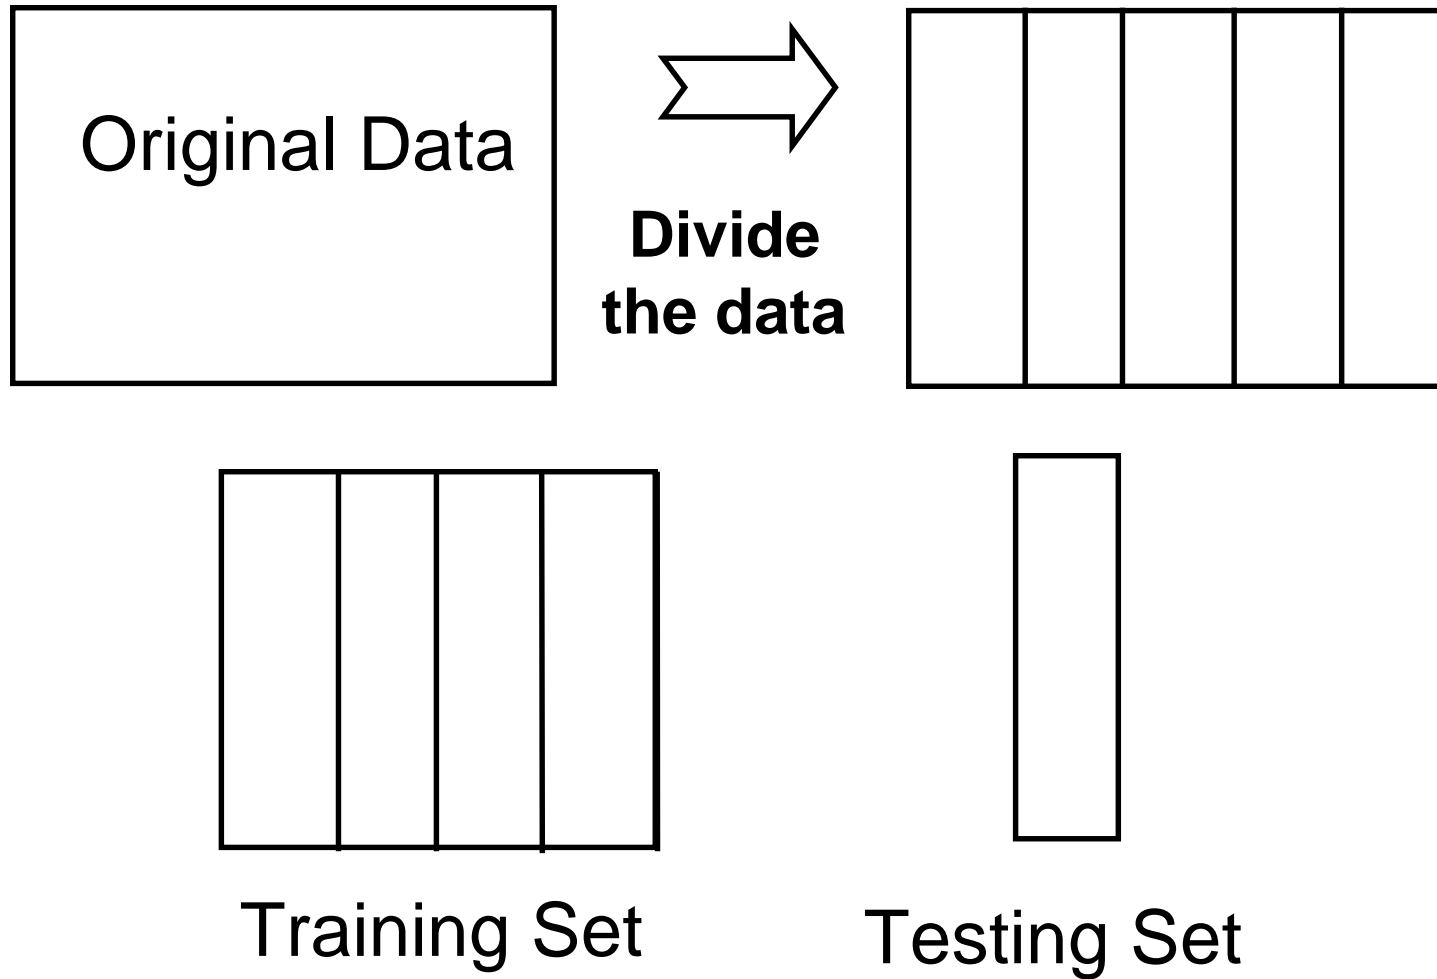 Original Data
Divide
the data
Training Set
Testing Set